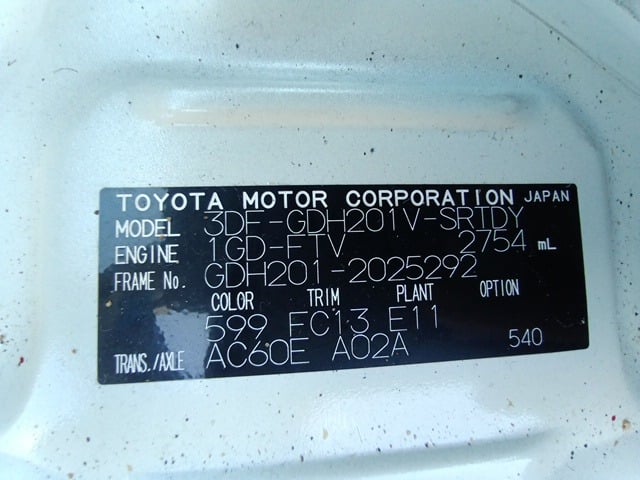 TOYOTA MOTOR CORPORATION JAPAN
MODEL 3DF-GDH201V-SRTDY
ENGINE 1GD-FTV 2754 mL
FRAME No. GDH201-2025292
COLOR TRIM PLANT OPTION
599 FC13 E11
TRANS./AXLE AC60E A02A 540